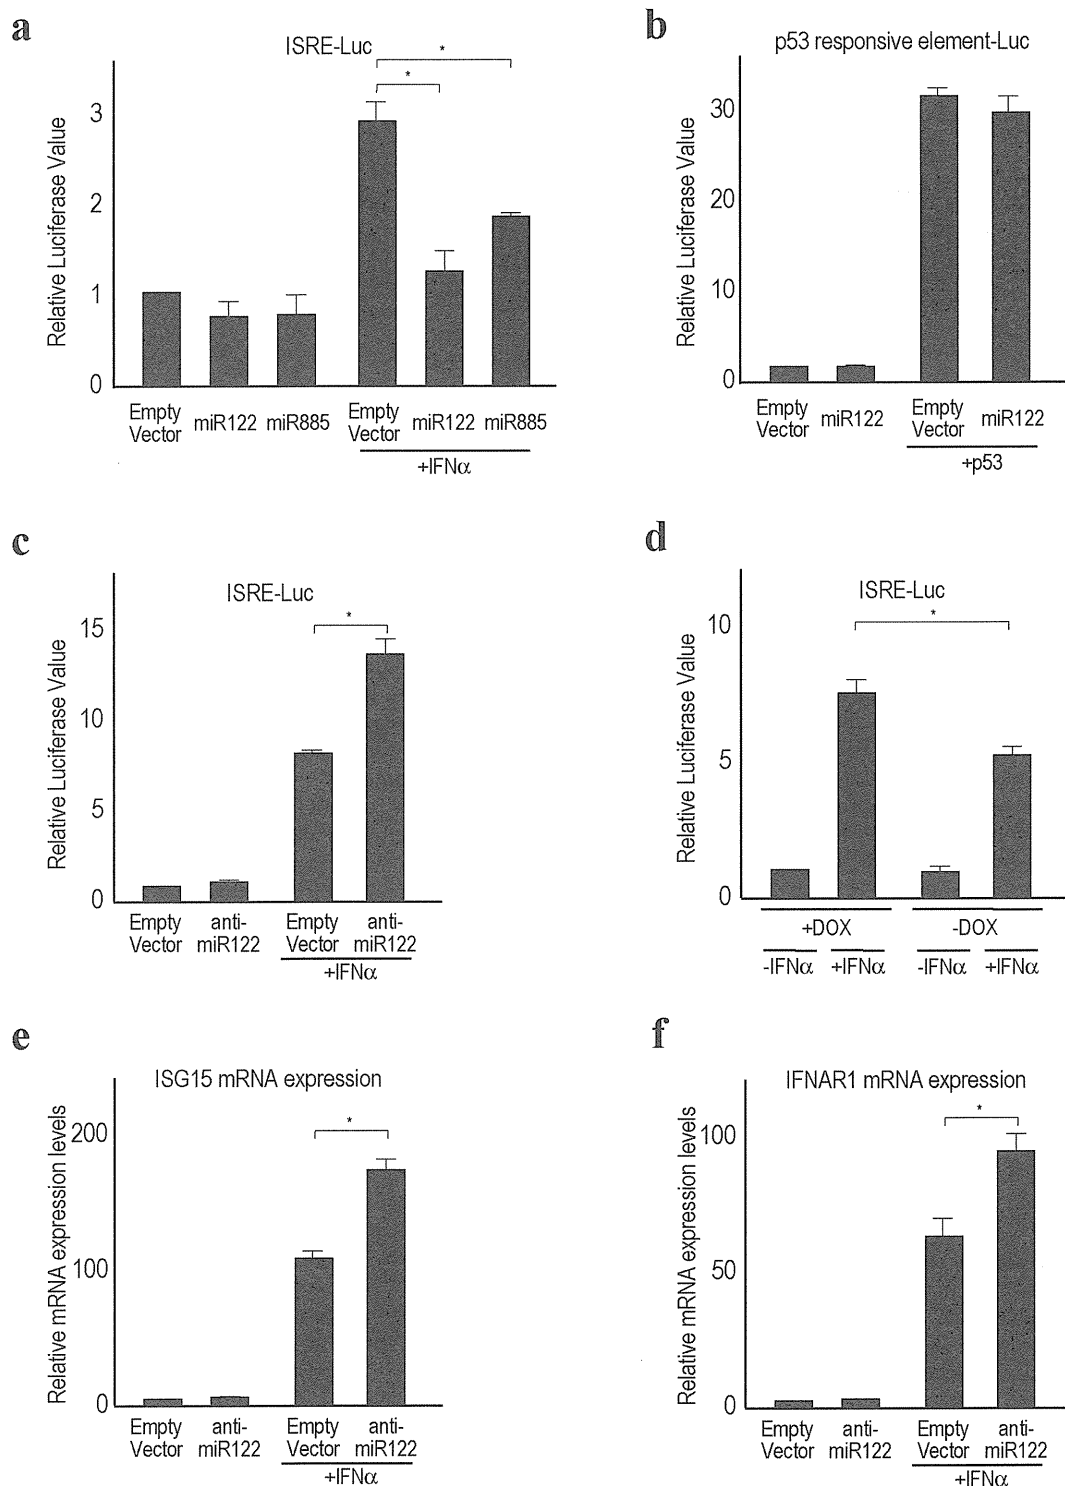 a
ISRE-Luc
*
*
Relative Luciferase Value
3
2
1
0
Empty Vector
miR122
miR885
Empty Vector
miR122
miR885
+IFNα
b
p53 responsive element-Luc
Relative Luciferase Value
30
20
10
0
Empty Vector
miR122
Empty Vector
miR122
+p53
c
ISRE-Luc
*
Relative Luciferase Value
15
10
5
0
Empty Vector
anti-miR122
Empty Vector
anti-miR122
+IFNα
d
ISRE-Luc
*
Relative Luciferase Value
10
5
0
+DOX
-DOX
-IFNα
+IFNα
-IFNα
+IFNα
e
ISG15 mRNA expression
*
Relative mRNA expression levels
200
100
0
Empty Vector
anti-miR122
Empty Vector
anti-miR122
+IFNα
f
IFNAR1 mRNA expression
*
Relative mRNA expression levels
100
50
0
Empty Vector
anti-miR122
Empty Vector
anti-miR122
+IFNα